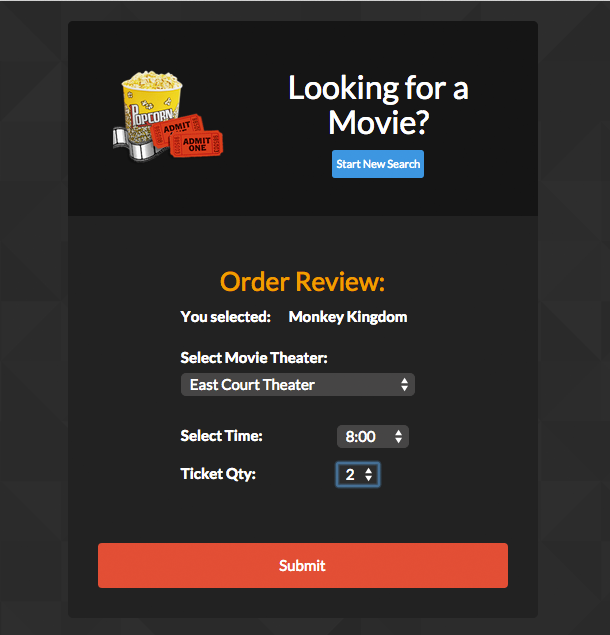 POPCORN
ADMIT
ONE
ADMIT
ONE
Looking for a
Movie?
Start New Search
Order Review:
You selected: Monkey Kingdom
Select Movie Theater:
East Court Theater
Select Time: 8:00
Ticket Qty: 2
Submit